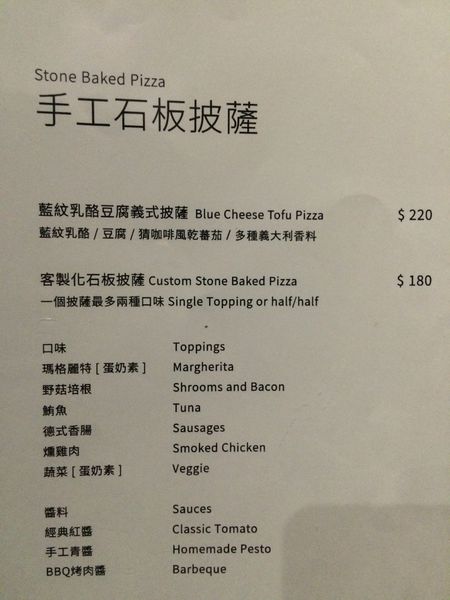 Stone Baked Pizza
手工石板披薩
藍紋乳酪豆腐義式披薩 Blue Cheese Tofu Pizza $ 220
藍紋乳酪 / 豆腐 / 猜咖啡風乾蕃茄 / 多種義大利香料
客製化石板披薩 Custom Stone Baked Pizza $ 180
一個披薩最多兩種口味 Single Topping or half/half
口味 Toppings
瑪格麗特 [ 蛋奶素 ] Margherita
野菇培根 Shrooms and Bacon
鮪魚 Tuna
德式香腸 Sausages
燻雞肉 Smoked Chicken
蔬菜 [ 蛋奶素 ] Veggie
醬料 Sauces
經典紅醬 Classic Tomato
手工青醬 Homemade Pesto
BBQ烤肉醬 Barbeque